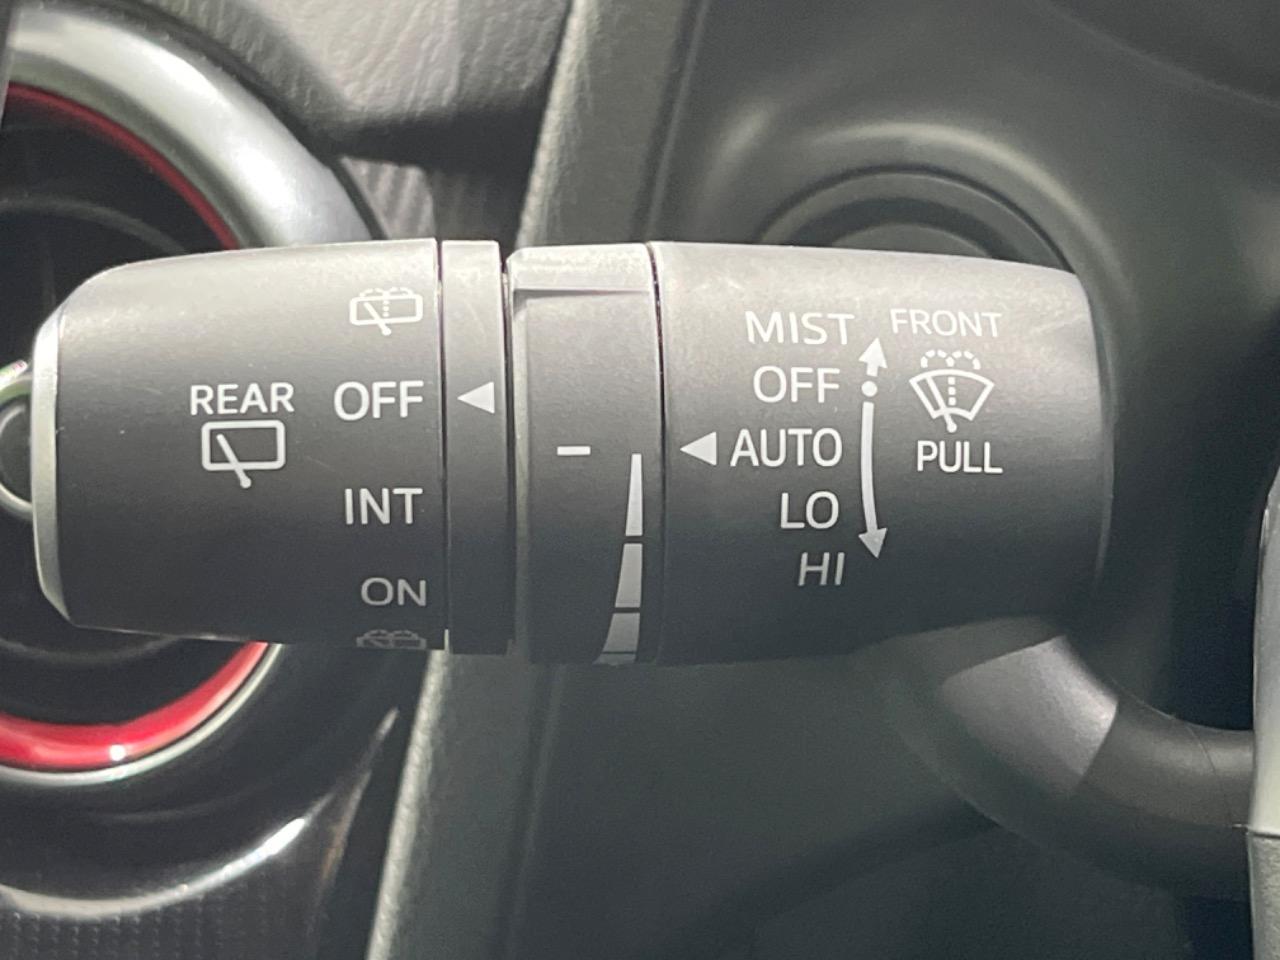 REAR
OFF
INT
ON
MIST
OFF
AUTO
LO
HI
FRONT
PULL